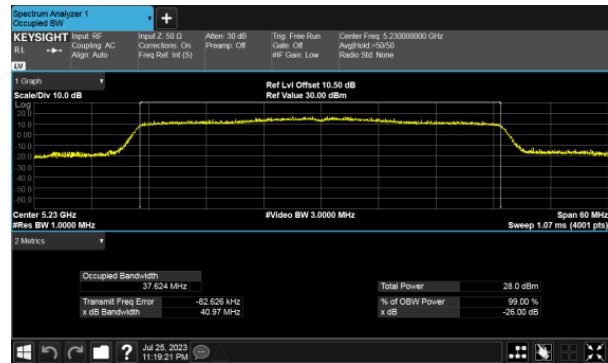 Spectrum Analyzer 1
Occupied BW
+
KEYSIGHT Input: RF Input Z: 50 Ω Atten: 30 dB Trig: Free Run Center Freq: 5.230000000 GHz
RL Coupling: AC Corrections: On Preamp: Off Gate: Off Avg|Hold:>50/50
Align: Auto Freq Ref: Int (S) #IF Gain: Low Radio Std: None
LXI
1 Graph
Ref Lvl Offset 10.50 dB
Scale/Div 10.0 dB Ref Value 30.00 dBm
Log
20.0
10.0
0.00
-10.0
-20.0
-30.0
-40.0
-50.0
-60.0
Center 5.23 GHz #Video BW 3.0000 MHz Span 60 MHz
#Res BW 1.0000 MHz Sweep 1.07 ms (4001 pts)
2 Metrics
Occupied Bandwidth
37.624 MHz Total Power 28.0 dBm
Transmit Freq Error -82.626 kHz % of OBW Power 99.00 %
x dB Bandwidth 40.97 MHz x dB -26.00 dB
? Jul 25, 2023
11:19:21 PM